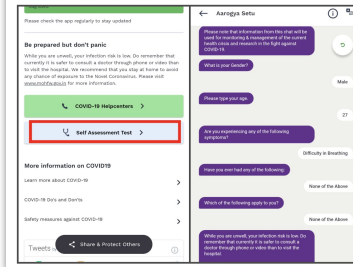 Please check the app regularly to stay updated
Be prepared but don't panic
While you are unwell, your infection risk is low. Do remember that
currently it is safer to consult a doctor through phone or video than
to visit the hospital. We recommend that you stay at home to avoid
any chance of exposure to the Novel Coronavirus. Please visit
www.mohfw.gov.in for more information.
COVID-19 Helpcenters >
Self Assessment Test >
More information on COVID19
Learn more about COVID-19 >
COVID-19 Do's and Don'ts >
Safety measures against COVID-19 >
Tweets
Share & Protect Others
← Aarogya Setu
Please note that information from this chat will be
used for monitoring & management of the current
health crisis and research in the fight against
COVID-19.
What is your Gender?
Male
Please type your age.
27
Are you experiencing any of the following
symptoms?
Difficulty in Breathing
Have you ever had any of the following:
None of the Above
Which of the following apply to you?
None of the Above
While you are unwell, your infection risk is low. Do
remember that currently it is safer to consult a
doctor through phone or video than to visit the
hospital.